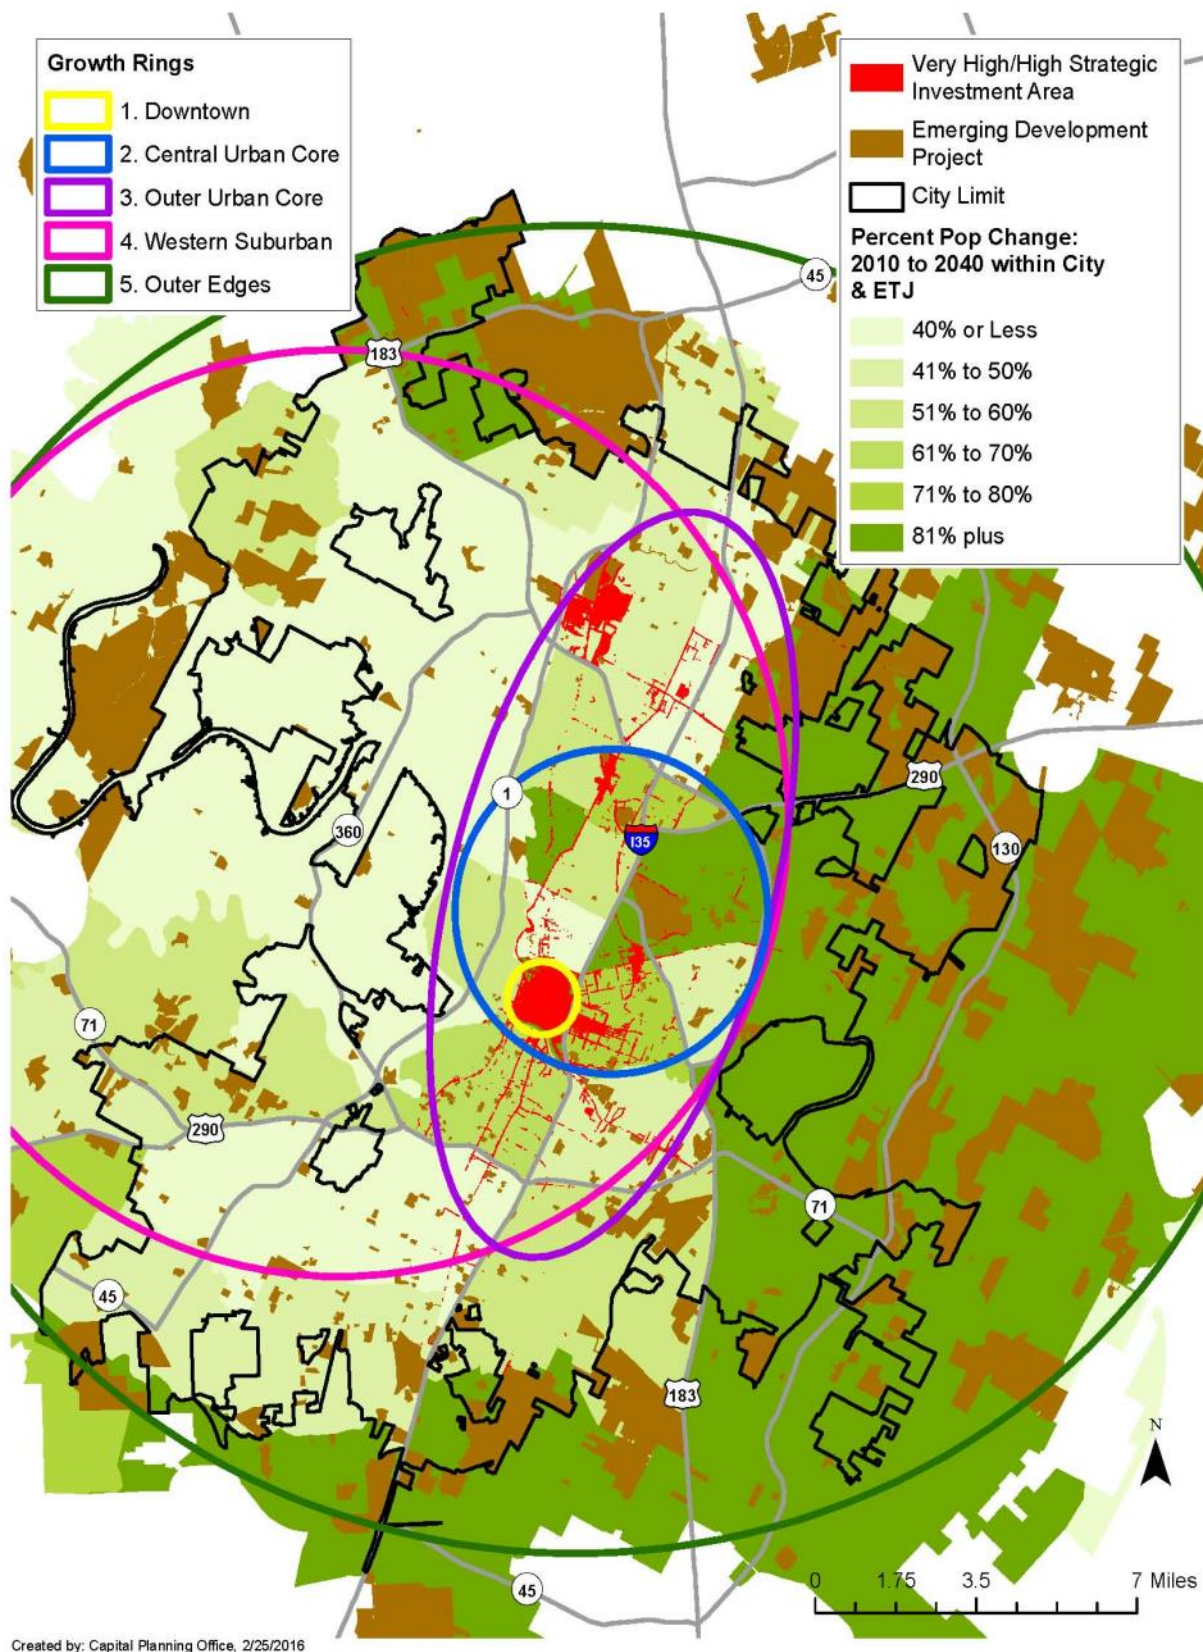 Growth Rings
1. Downtown
2. Central Urban Core
3. Outer Urban Core
4. Western Suburban
5. Outer Edges
Very High/High Strategic
Investment Area
Emerging Development
Project
City Limit
Percent Pop Change:
2010 to 2040 within City
& ETJ
40% or Less
41% to 50%
51% to 60%
61% to 70%
71% to 80%
81% plus
45
183
290
1
360
I35
130
71
290
71
45
183
45
N
0 1.75 3.5 7 Miles
Created by: Capital Planning Office, 2/25/2016